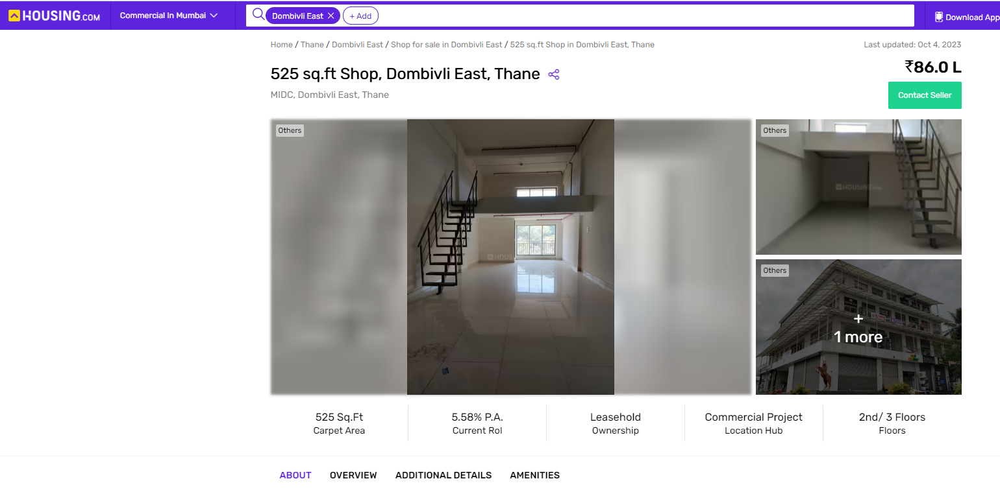 HOUSING.COM
Commercial In Mumbai
Dombivli East
+ Add
Download App
Home / Thane / Dombivli East / Shop for sale in Dombivli East / 525 sq.ft Shop in Dombivli East, Thane
Last updated: Oct 4, 2023
525 sq.ft Shop, Dombivli East, Thane
₹86.0 L
MIDC, Dombivli East, Thane
Contact Seller
Others
Others
HOUSING.COM
HOUSING
Others
+
1 more
525 Sq.Ft
Carpet Area
5.58% P.A.
Current RoI
Leasehold
Ownership
Commercial Project
Location Hub
2nd/ 3 Floors
Floors
ABOUT
OVERVIEW
ADDITIONAL DETAILS
AMENITIES